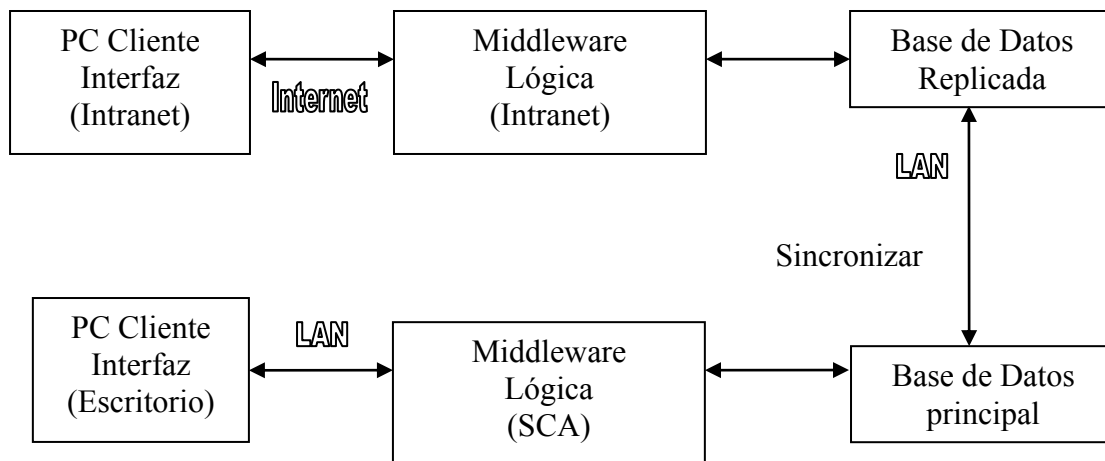 PC Cliente
Interfaz
(Intranet)
Internet
Middleware
Lógica
(Intranet)
Base de Datos
Replicada
LAN
Sincronizar
PC Cliente
Interfaz
(Escritorio)
LAN
Middleware
Lógica
(SCA)
Base de Datos
principal